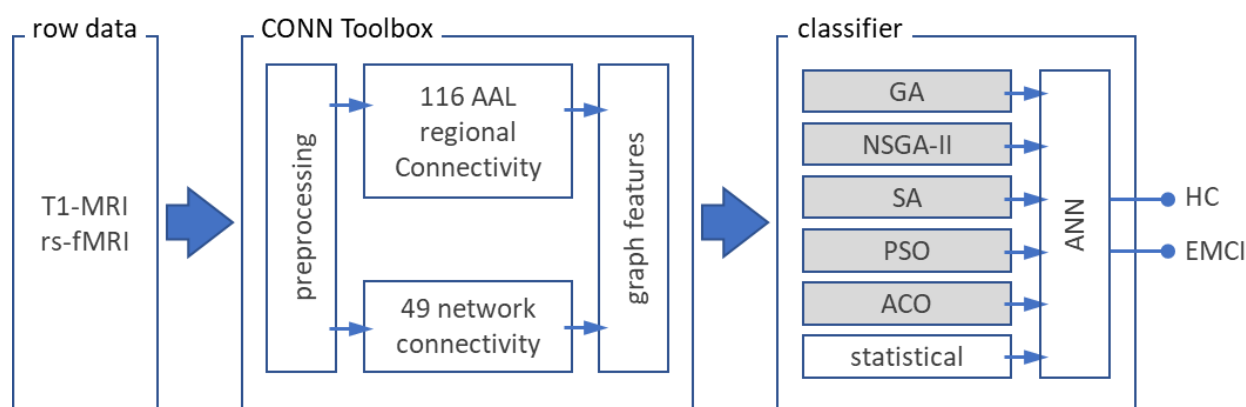 row data
T1-MRI
rs-fMRI
CONN Toolbox
preprocessing
116 AAL
regional
Connectivity
49 network
connectivity
graph features
classifier
GA
NSGA-II
SA
PSO
ACO
statistical
ANN
HC
EMCI